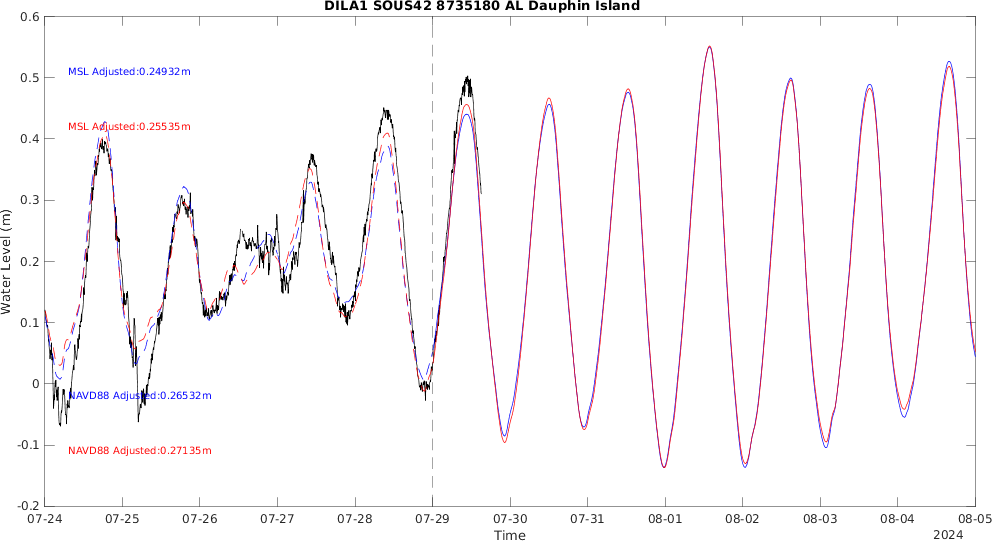 DILA1 SOUS42 8735180 AL Dauphin Island
0.6
0.5
0.4
0.3
0.2
0.1
0
-0.1
-0.2
Water Level (m)
MSL Adjusted:0.24932m
MSL Adjusted:0.25535m
NAVD88 Adjusted:0.26532m
NAVD88 Adjusted:0.27135m
07-24 07-25 07-26 07-27 07-28 07-29 07-30 07-31 08-01 08-02 08-03 08-04 08-05
Time
2024